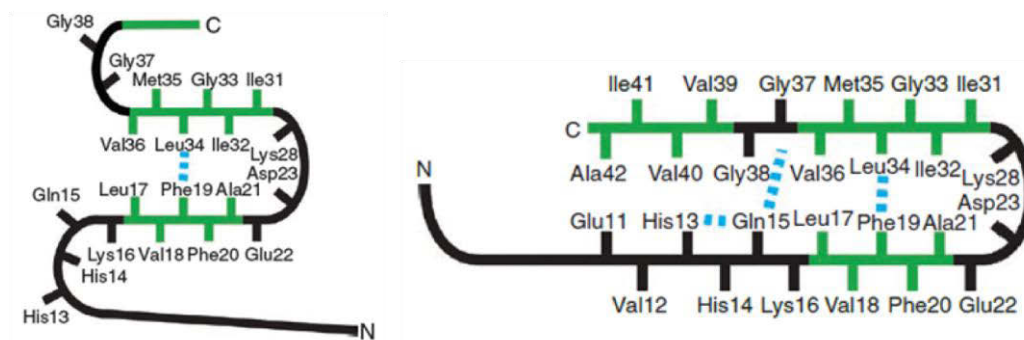 Gly38
C
Gly37
Met35 Gly33 Ile31
Val36 Leu34 Ile32
Lys28
Asp23
Gln15
Leu17 Phe19 Ala21
Lys16 Val18 Phe20 Glu22
His14
His13
N
Ile41 Val39 Gly37 Met35 Gly33 Ile31
C
Ala42 Val40 Gly38 Val36 Leu34 Ile32
Lys28
Asp23
N
Glu11 His13 Gln15 Leu17 Phe19 Ala21
Val12 His14 Lys16 Val18 Phe20 Glu22